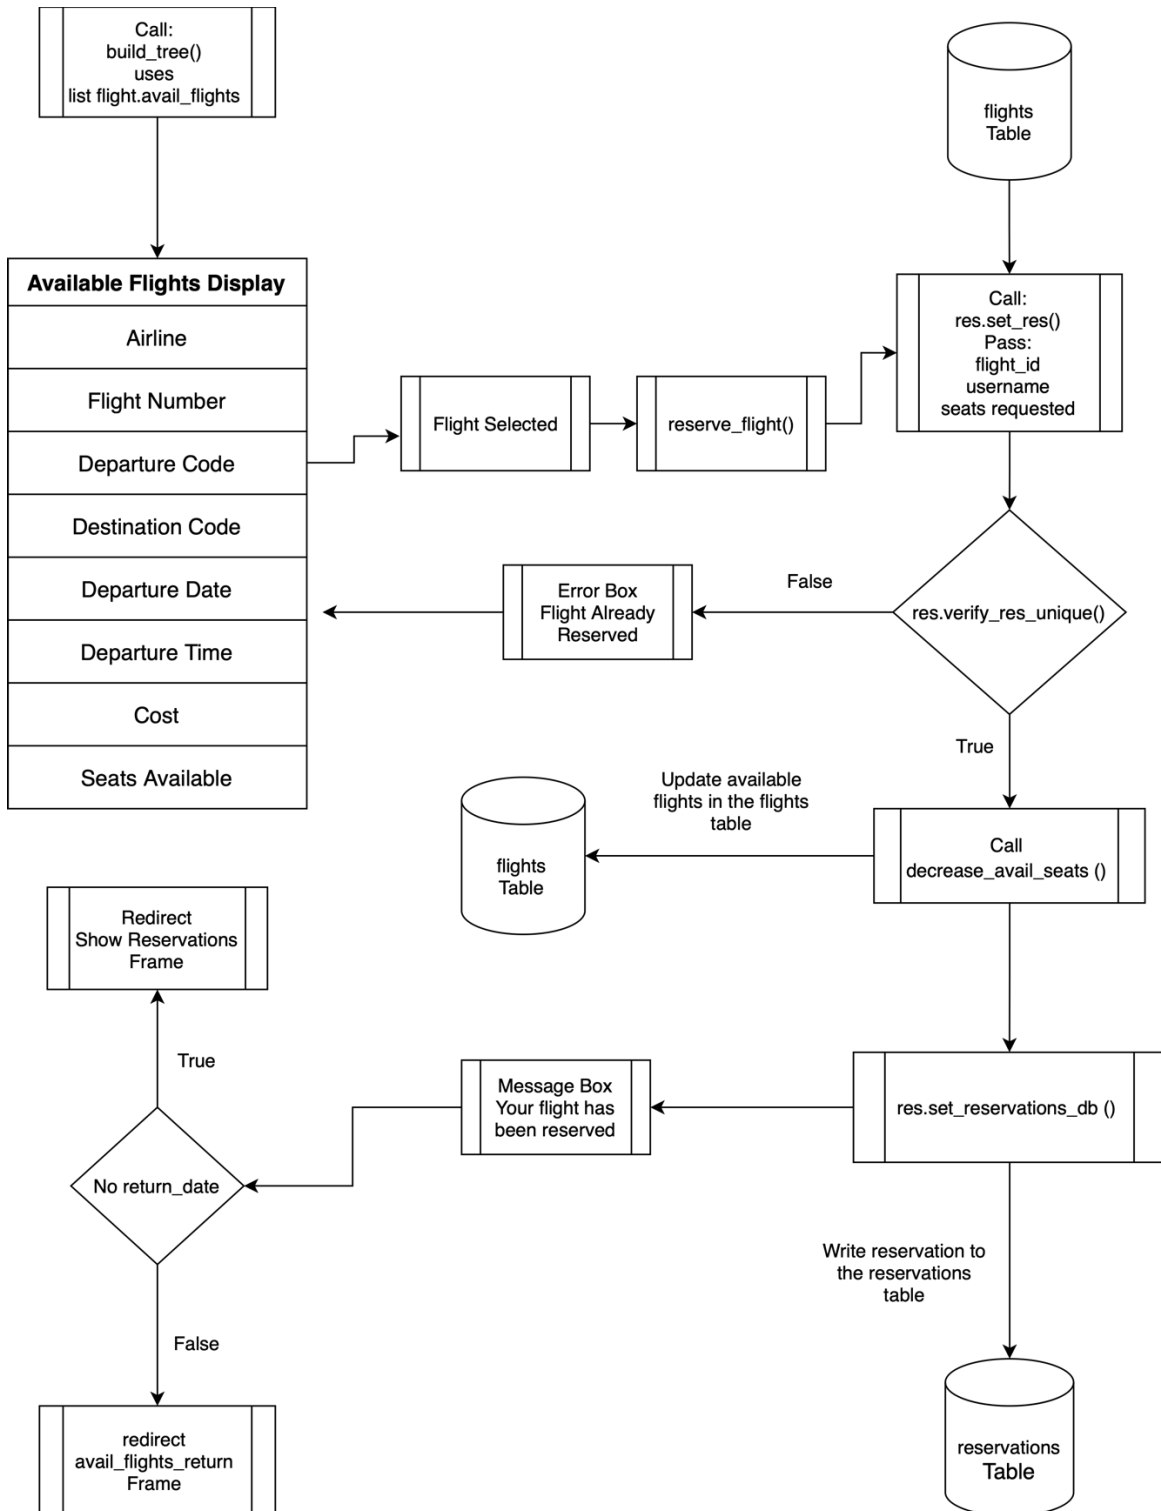 Call:
build_tree()
uses
list flight.avail_flights
flights
Table
Available Flights Display
Airline
Flight Number
Departure Code
Destination Code
Departure Date
Departure Time
Cost
Seats Available
Flight Selected
reserve_flight()
Call:
res.set_res()
Pass:
flight_id
username
seats requested
res.verify_res_unique()
False
Error Box
Flight Already
Reserved
True
Call
decrease_avail_seats ()
Update available
flights in the flights
table
flights
Table
res.set_reservations_db ()
Write reservation to
the reservations
table
reservations
Table
Message Box
Your flight has
been reserved
No return_date
True
Redirect
Show Reservations
Frame
False
redirect
avail_flights_return
Frame